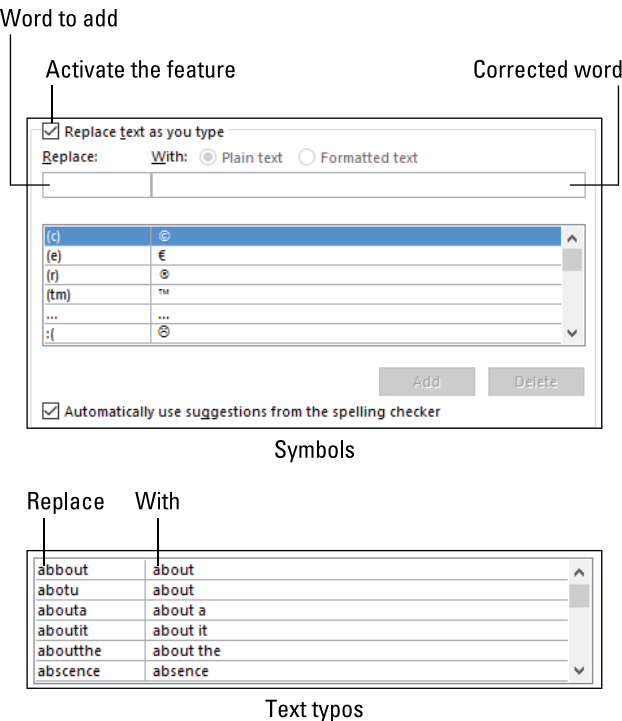 Word to add
Activate the feature
Corrected word
Replace text as you type
Replace: With: Plain text Formatted text
(c) ©
(e) €
(r) ®
(tm) ™
... …
:( ☹
Add Delete
Automatically use suggestions from the spelling checker
Symbols
Replace With
abbout about
abotu about
abouta about a
aboutit about it
aboutthe about the
abscence absence
Text typos